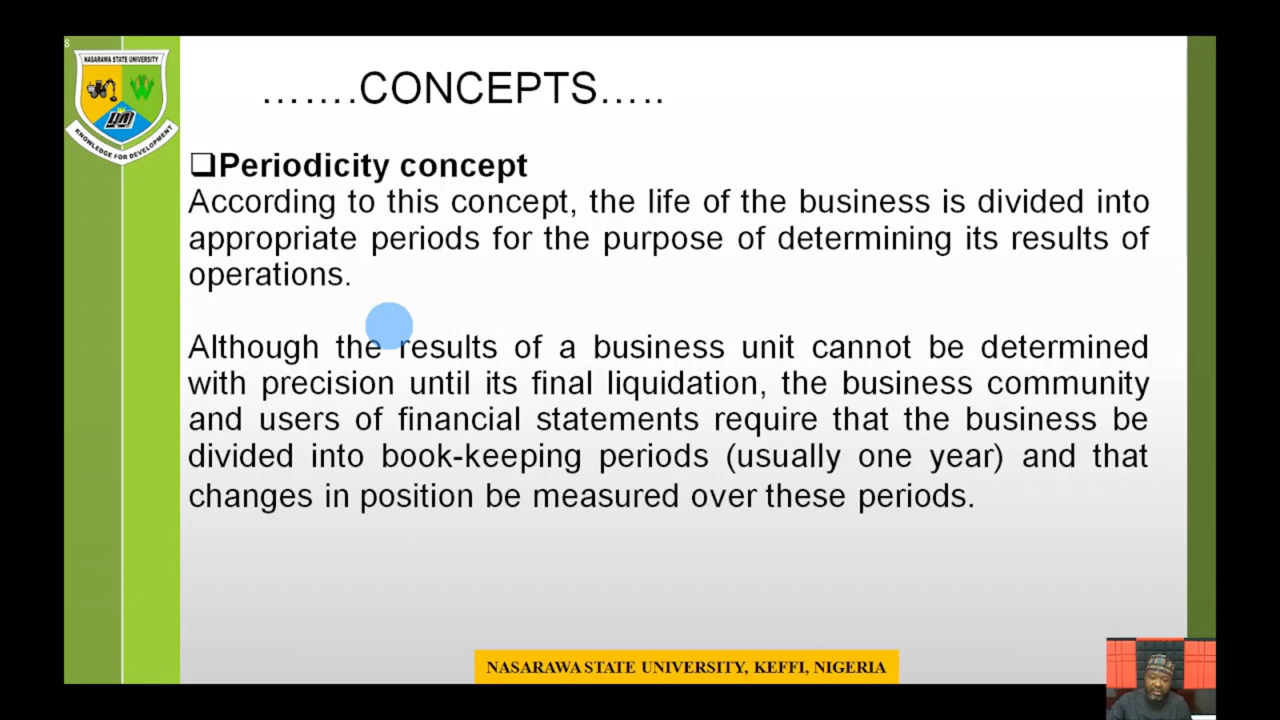 8
NASARAWA STATE UNIVERSITY
KNOWLEDGE FOR DEVELOPMENT
…….CONCEPTS…..
❑Periodicity concept
According to this concept, the life of the business is divided into
appropriate periods for the purpose of determining its results of
operations.
Although the results of a business unit cannot be determined
with precision until its final liquidation, the business community
and users of financial statements require that the business be
divided into book-keeping periods (usually one year) and that
changes in position be measured over these periods.
NASARAWA STATE UNIVERSITY, KEFFI, NIGERIA